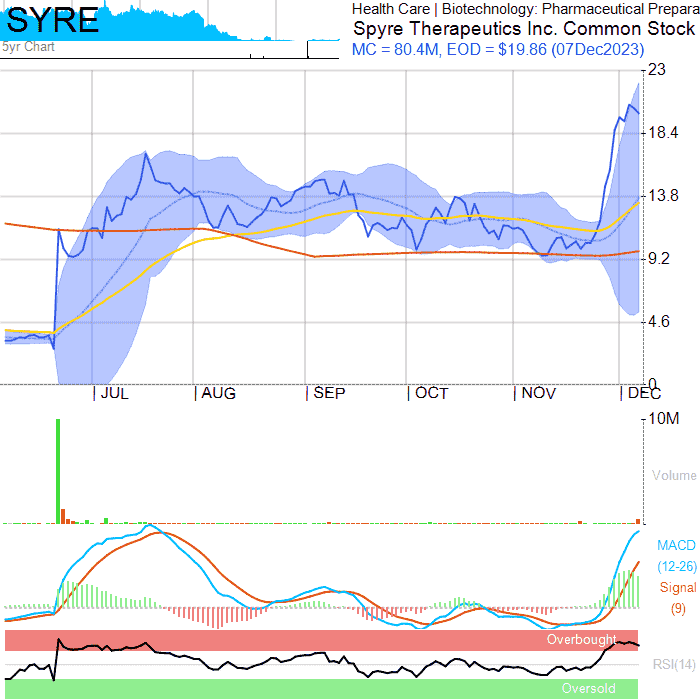 SYRE
5yr Chart
Health Care | Biotechnology: Pharmaceutical Prepara
Spyre Therapeutics Inc. Common Stock
MC = 80.4M, EOD = $19.86 (07Dec2023)
23
18.4
13.8
9.2
4.6
0
JUL AUG SEP OCT NOV DEC
10M
Volume
MACD
(12-26)
Signal
(9)
Overbought
RSI(14)
Oversold